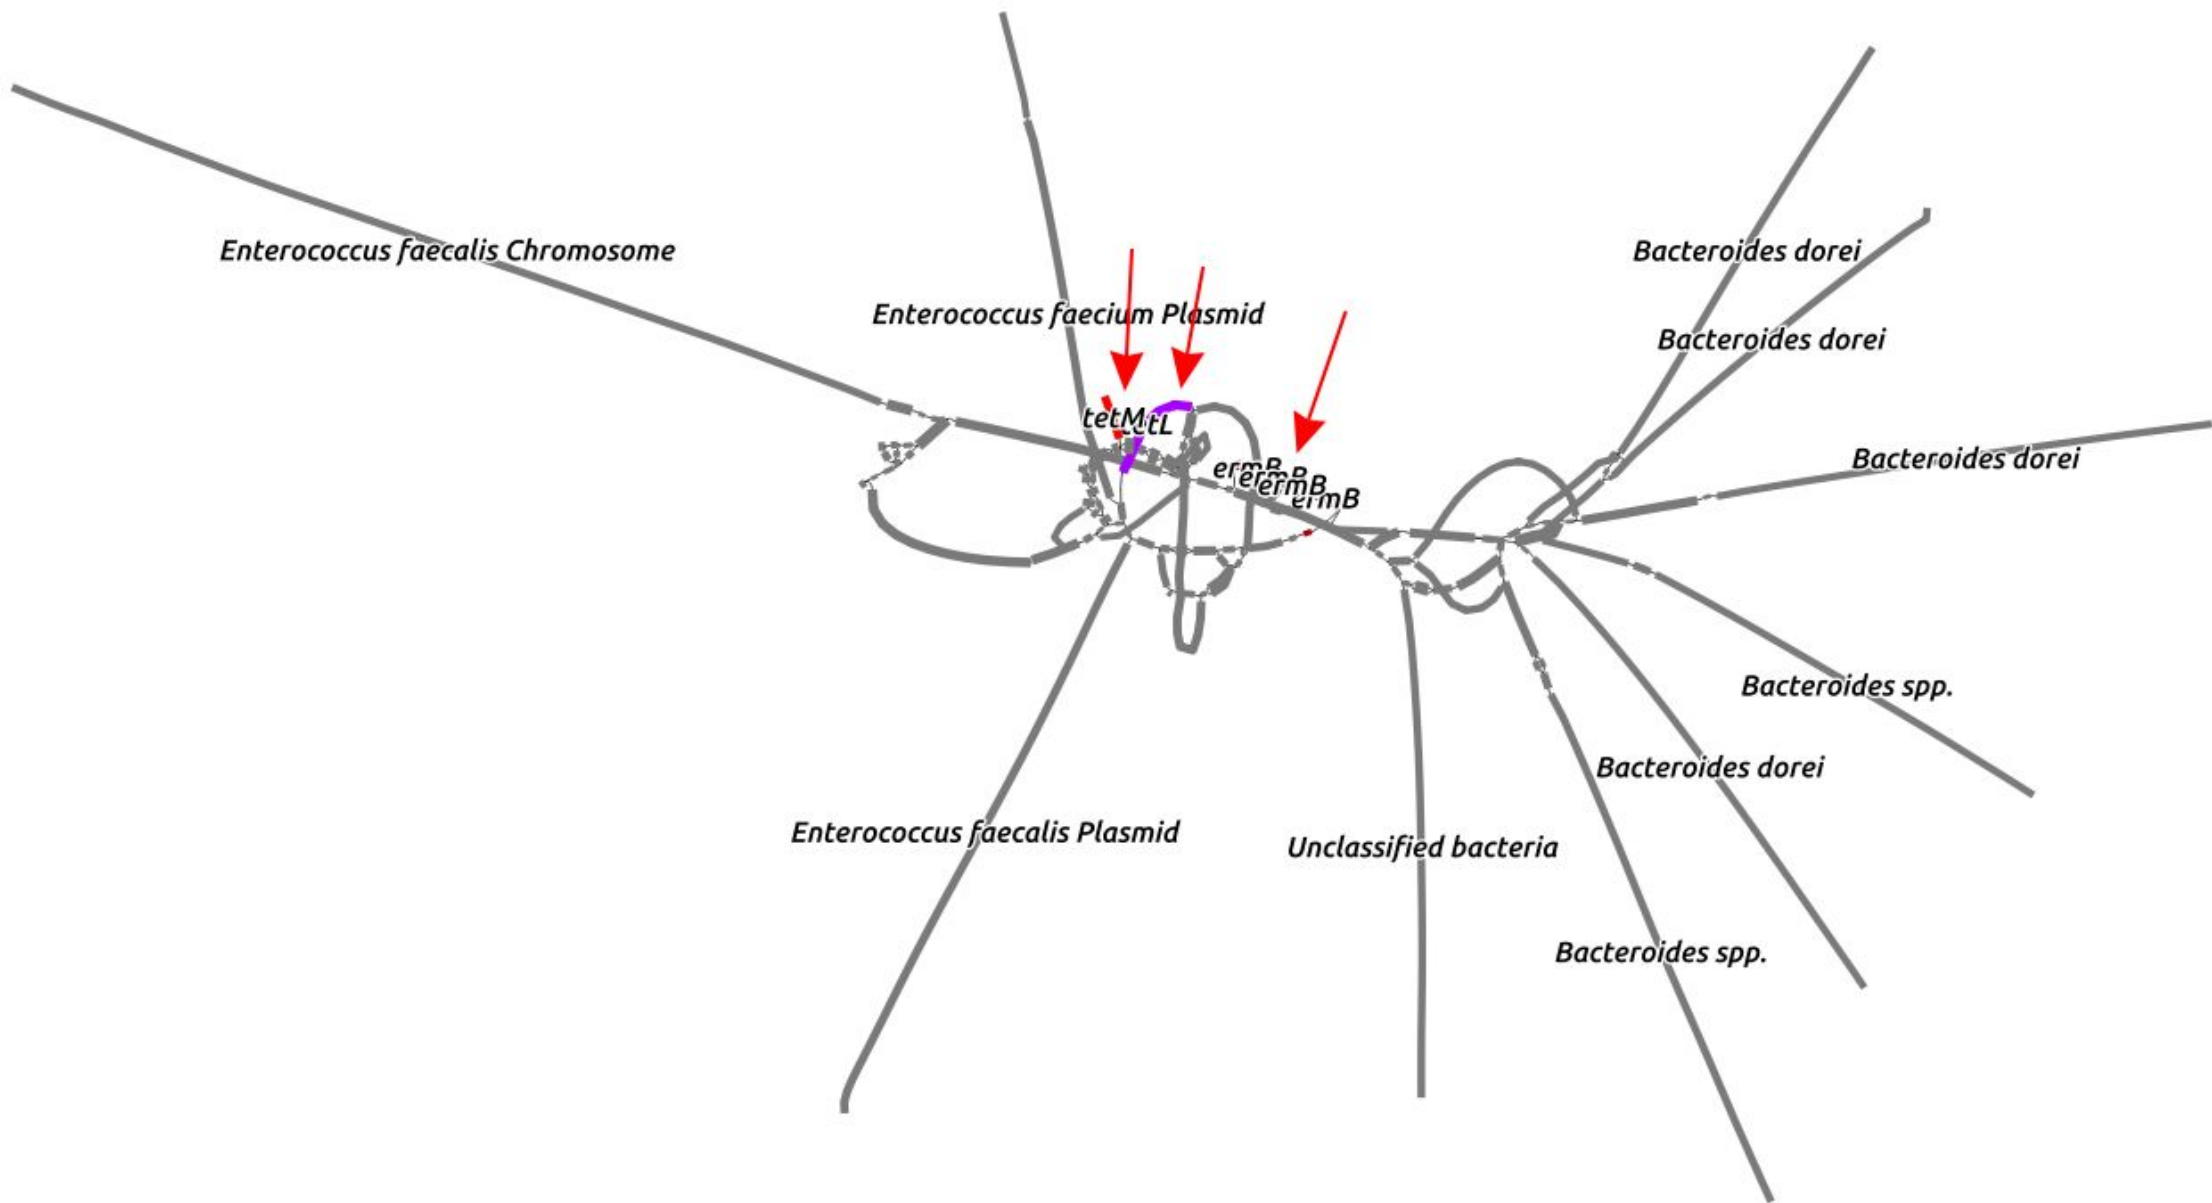 Enterococcus faecalis Chromosome
Bacteroides dorei
Enterococcus faecium Plasmid
Bacteroides dorei
tetM
tetL
Bacteroides dorei
ermB
ermB
ermB
ermB
Bacteroides spp.
Bacteroides dorei
Enterococcus faecalis Plasmid
Unclassified bacteria
Bacteroides spp.